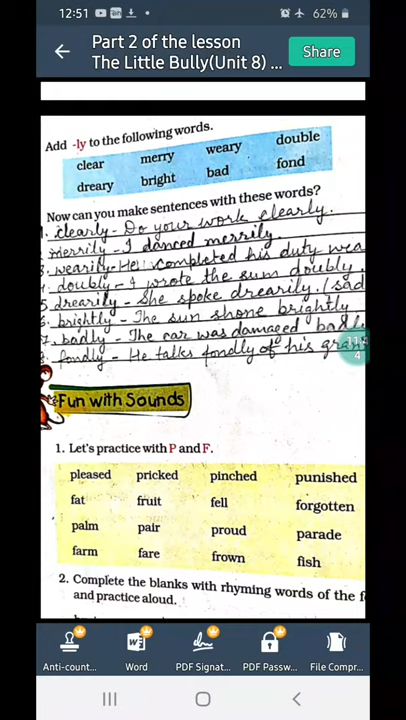 12:51
62%
Part 2 of the lesson
The Little Bully(Unit 8) ...
Share
Add -ly to the following words.
clear merry weary double
dreary bright bad fond
Now can you make sentences with these words?
1. clearly - Do your work clearly.
merrily - I danced merrily.
3. wearily - He completed his duty wea
4 doubly - I wrote the sum doubly.
5 drearily - She spoke drearily. (sad
6. brightly - The sun shone brightly
7. badly - The car was damaged badly
8. fondly - He talks fondly of his gra
Fun with Sounds
1. Let's practice with P and F.
pleased pricked pinched punished
fat fruit fell forgotten
palm pair proud parade
farm fare frown fish
2. Complete the blanks with rhyming words of the f
and practice aloud.
Anti-count... Word PDF Signat... PDF Passw... File Compr...